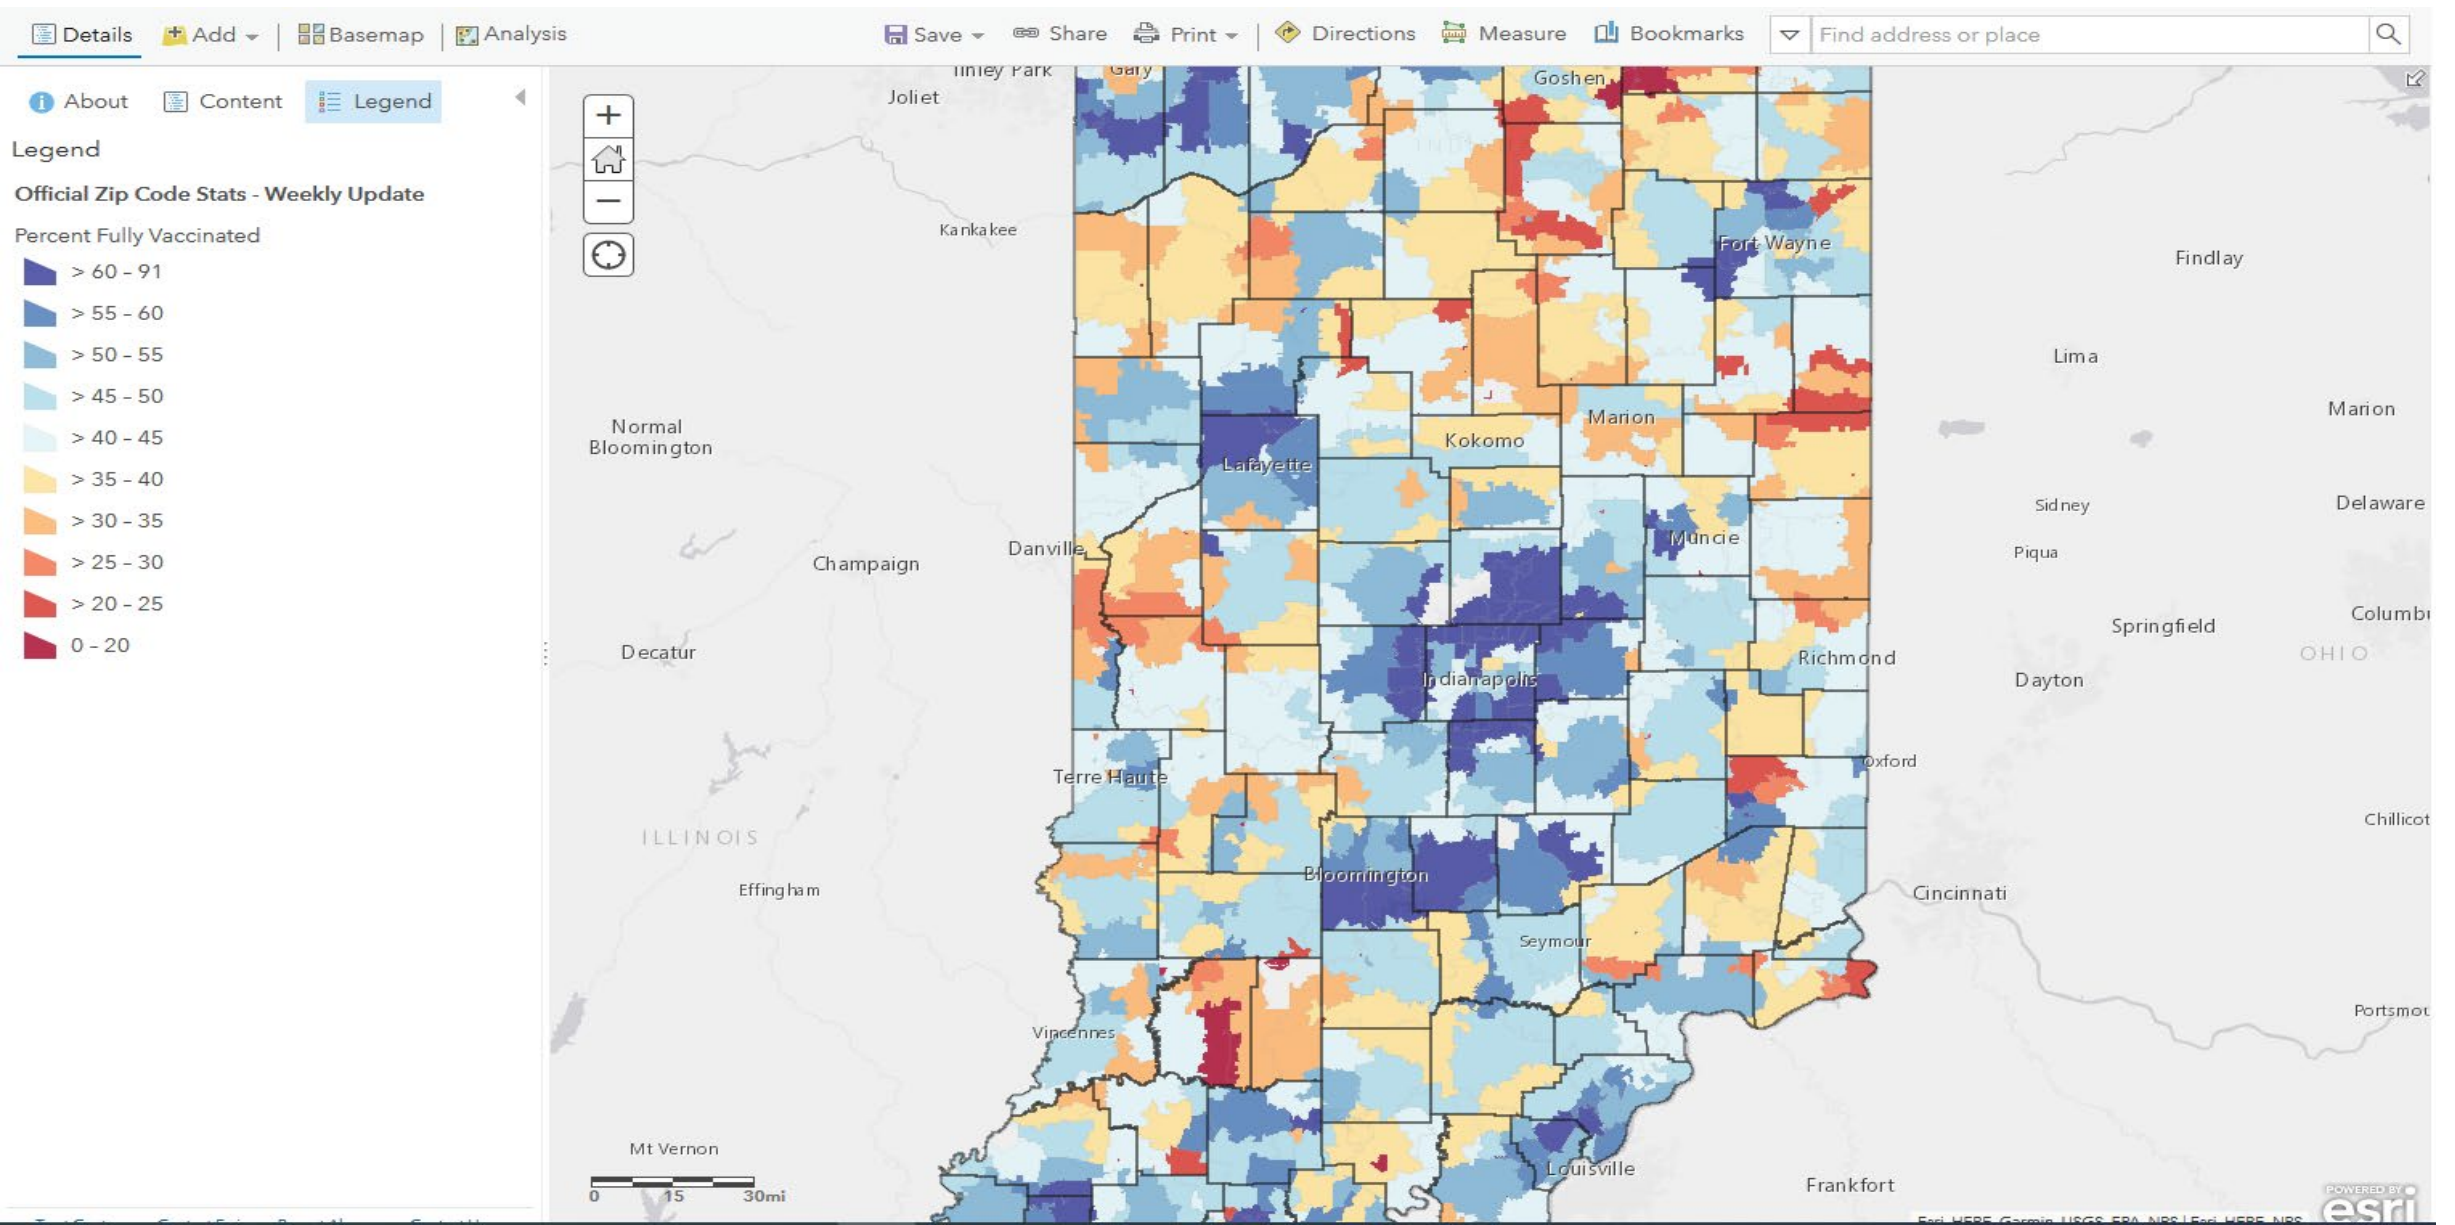 Details Add Basemap Analysis Save Share Print Directions Measure Bookmarks Find address or place
About Content Legend
Legend
Official Zip Code Stats - Weekly Update
Percent Fully Vaccinated
> 60 - 91
> 55 - 60
> 50 - 55
> 45 - 50
> 40 - 45
> 35 - 40
> 30 - 35
> 25 - 30
> 20 - 25
0 - 20
Tinley Park
Gary
Goshen
Joliet
Kankakee
Fort Wayne
Findlay
Lima
Normal
Bloomington
Marion
Marion
Kokomo
Lafayette
Sidney
Delaware
Danville
Champaign
Muncie
Piqua
Springfield
Decatur
Richmond
OHIO
Indianapolis
Dayton
Terre Haute
Oxford
ILLINOIS
Effingham
Bloomington
Cincinnati
Seymour
Vincennes
Mt Vernon
Louisville
Frankfort
0 15 30mi
POWERED BY
esri